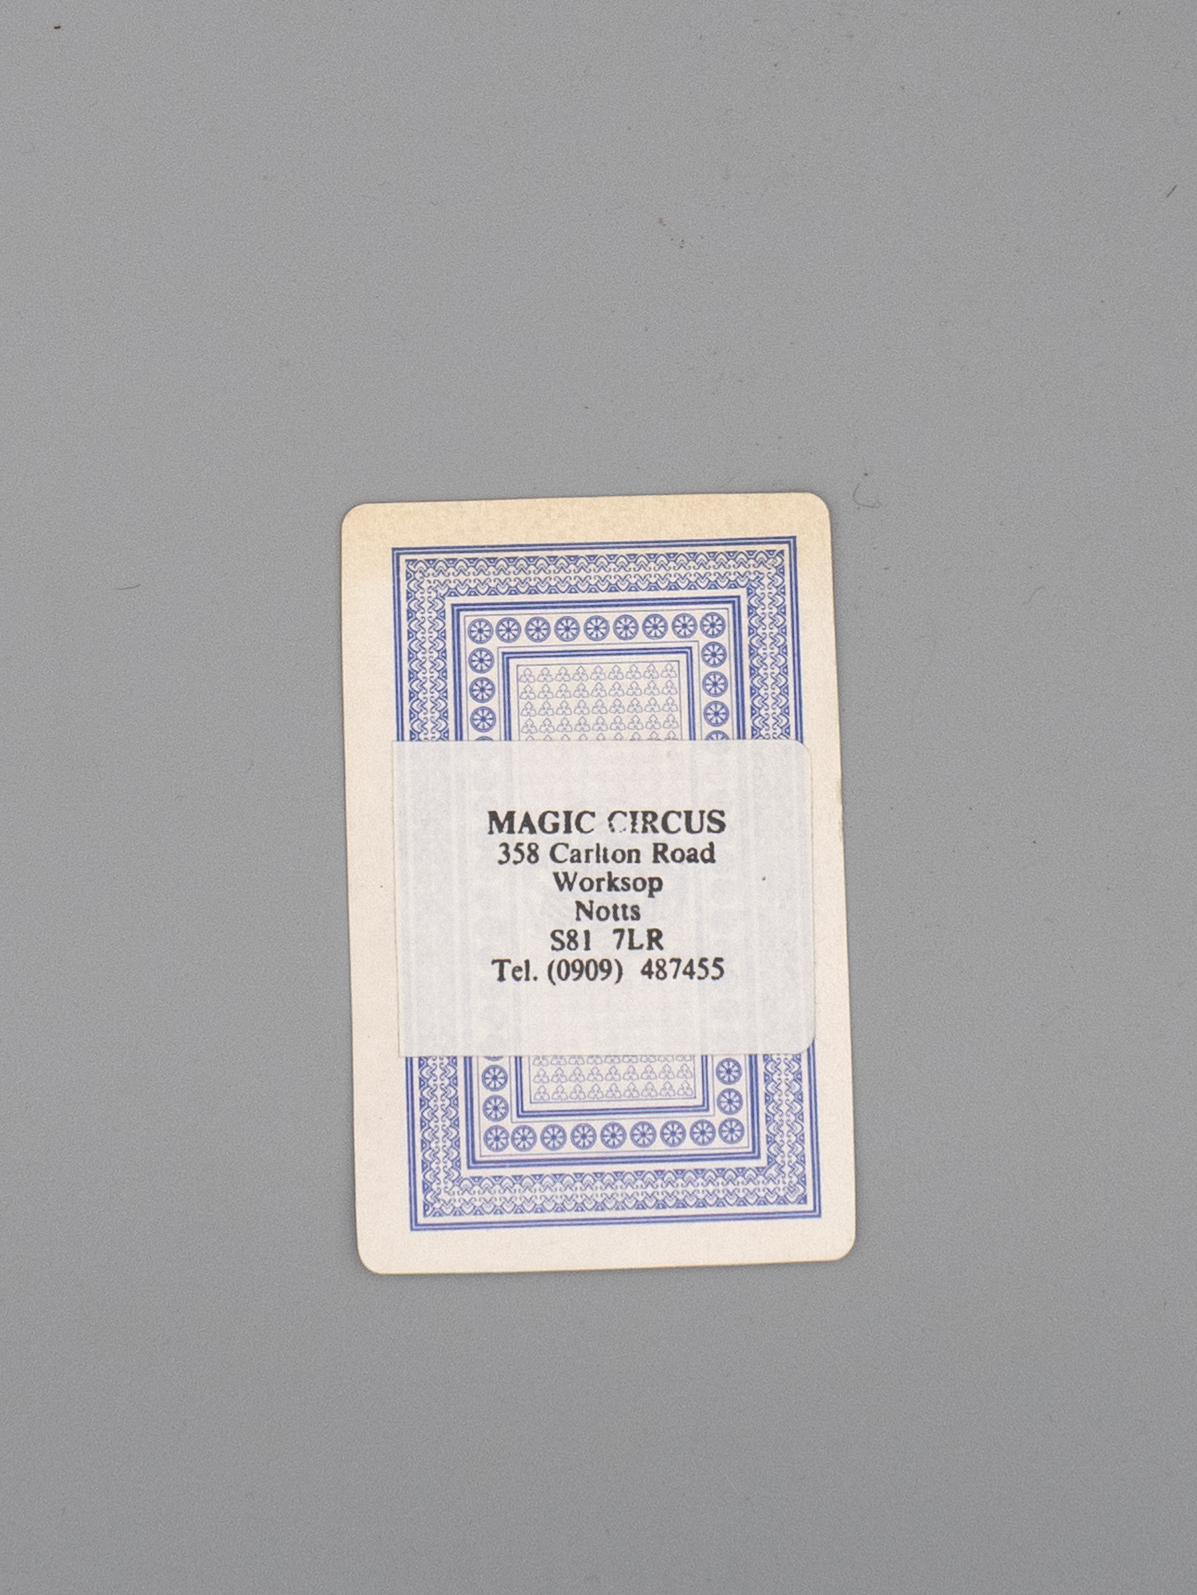 MAGIC CIRCUS
358 Carlton Road
Worksop
Notts
S81 7LR
Tel. (0909) 487455